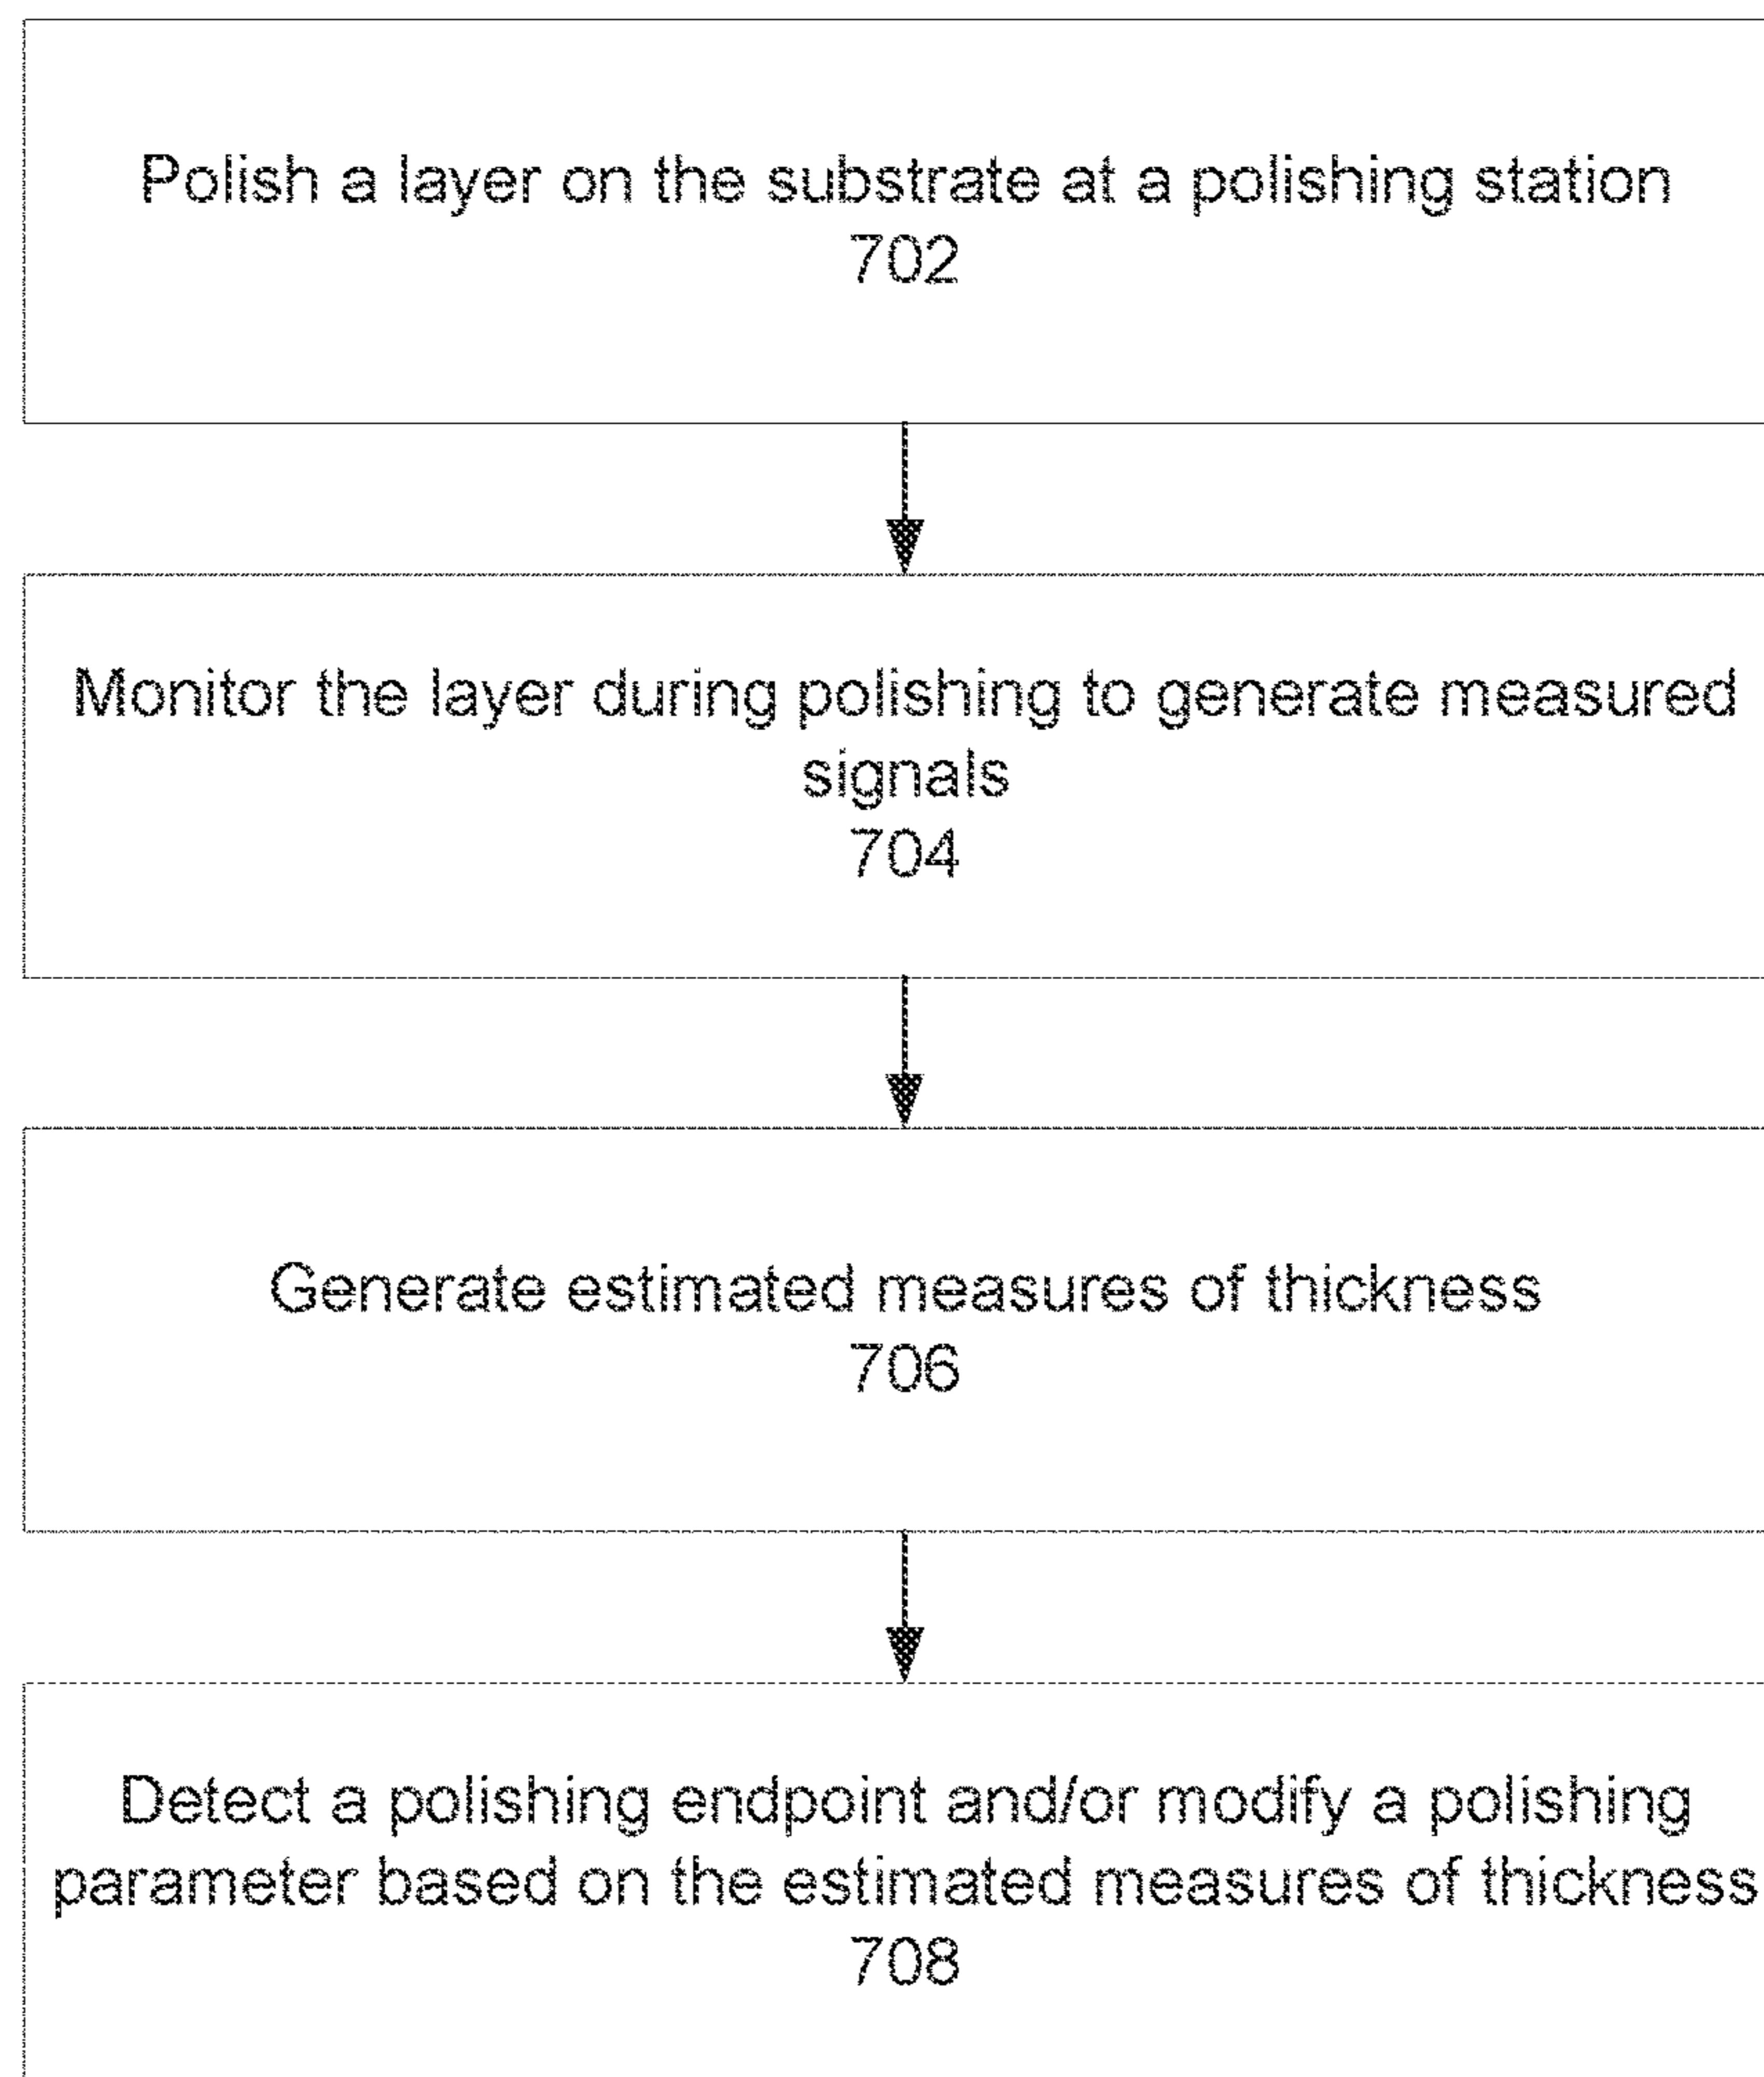 Polish a layer on the substrate at a polishing station
702
Monitor the layer during polishing to generate measured
signals
704
Generate estimated measures of thickness
706
Detect a polishing endpoint and/or modify a polishing
parameter based on the estimated measures of thickness
708